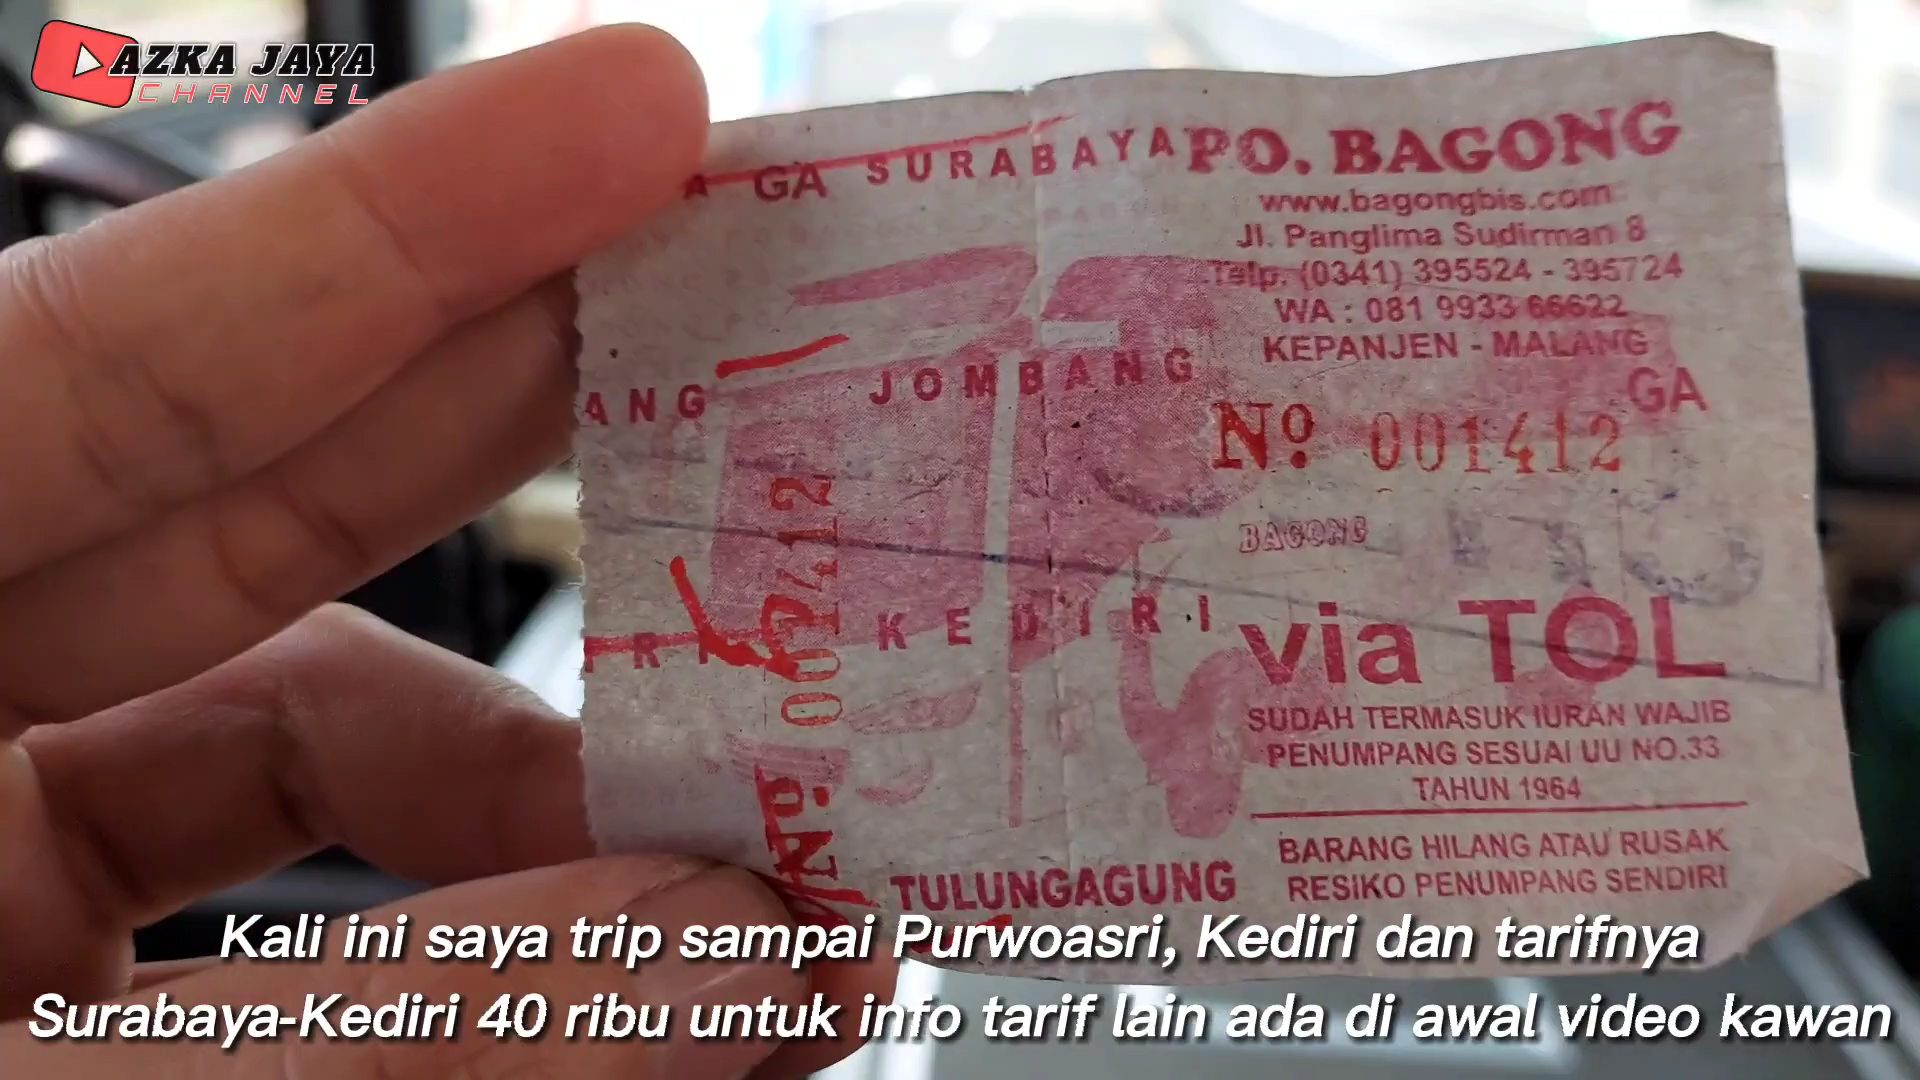 AZKA JAYA
CHANNEL
GA SURABAYA
PO. BAGONG
www.bagongbis.com
Jl. Panglima Sudirman 8
Telp. (0341) 395524 - 395724
WA : 081 9933 66622
KEPANJEN - MALANG
ANG JOMBANG
GA
Nº 001412
BAGONG
KEDIRI
Nº 001412
via TOL
SUDAH TERMASUK IURAN WAJIB
PENUMPANG SESUAI UU NO.33
TAHUN 1964
BARANG HILANG ATAU RUSAK
RESIKO PENUMPANG SENDIRI
TULUNGAGUNG
Kali ini saya trip sampai Purwoasri, Kediri dan tarifnya
Surabaya-Kediri 40 ribu untuk info tarif lain ada di awal video kawan